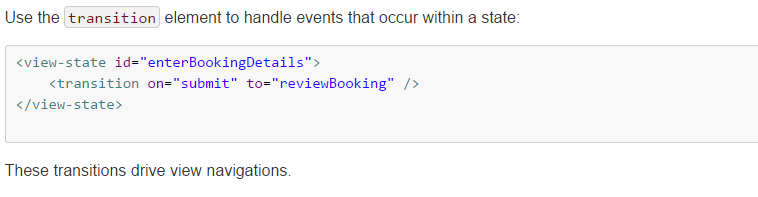 Use the transition element to handle events that occur within a state:
<view-state id="enterBookingDetails">
    <transition on="submit" to="reviewBooking" />
</view-state>
These transitions drive view navigations.